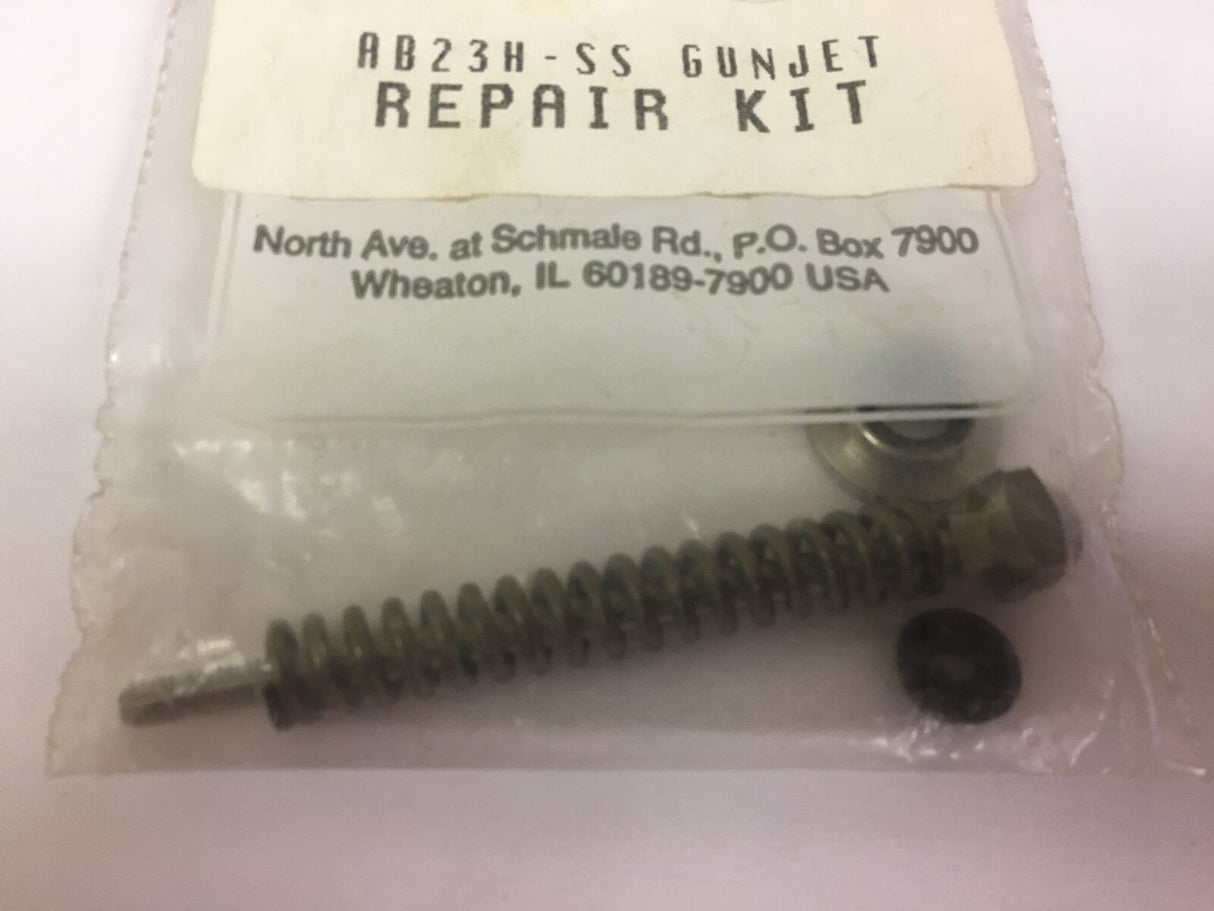 AB23H-SS GUNJET
REPAIR KIT
North Ave. at Schmale Rd., P.O. Box 7900
Wheaton, IL 60189-7900 USA